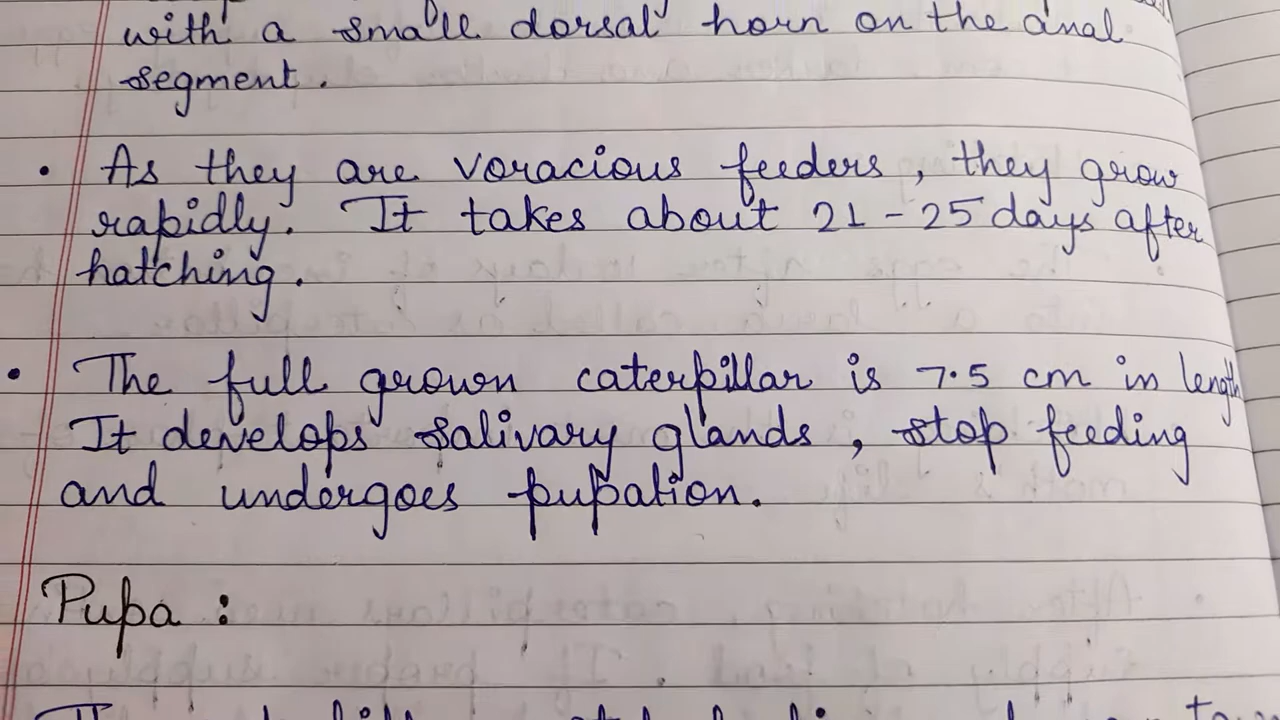 with a small dorsal horn on the anal
segment.
• As they are voracious feeders, they grow
rapidly. It takes about 21 - 25 days after
hatching.
• The full grown caterpillar is 7.5 cm in length
It develops salivary glands, stop feeding
and undergoes pupation.
Pupa :